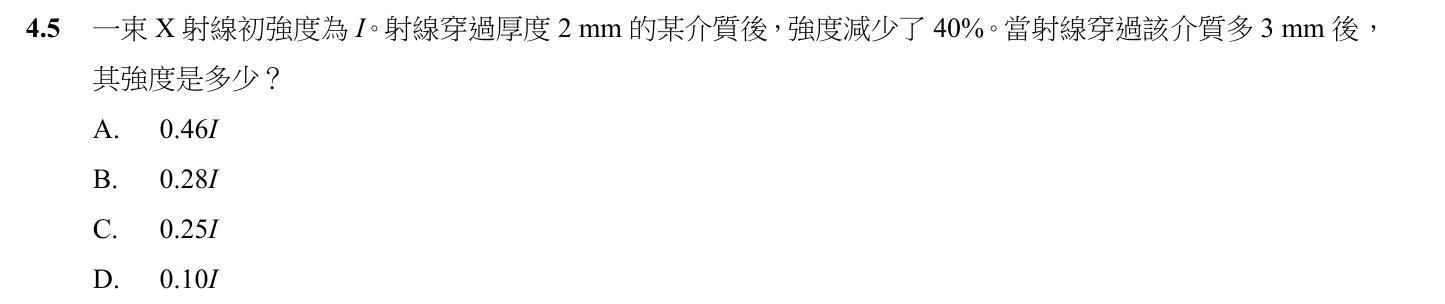 4.5 一束 X 射線初強度為 I。射線穿過厚度 2 mm 的某介質後，強度減少了 40%。當射線穿過該介質多 3 mm 後，
其強度是多少？
A. 0.46I
B. 0.28I
C. 0.25I
D. 0.10I